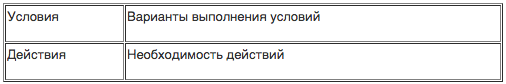 Условия Варианты выполнения условий
Действия Необходимость действий